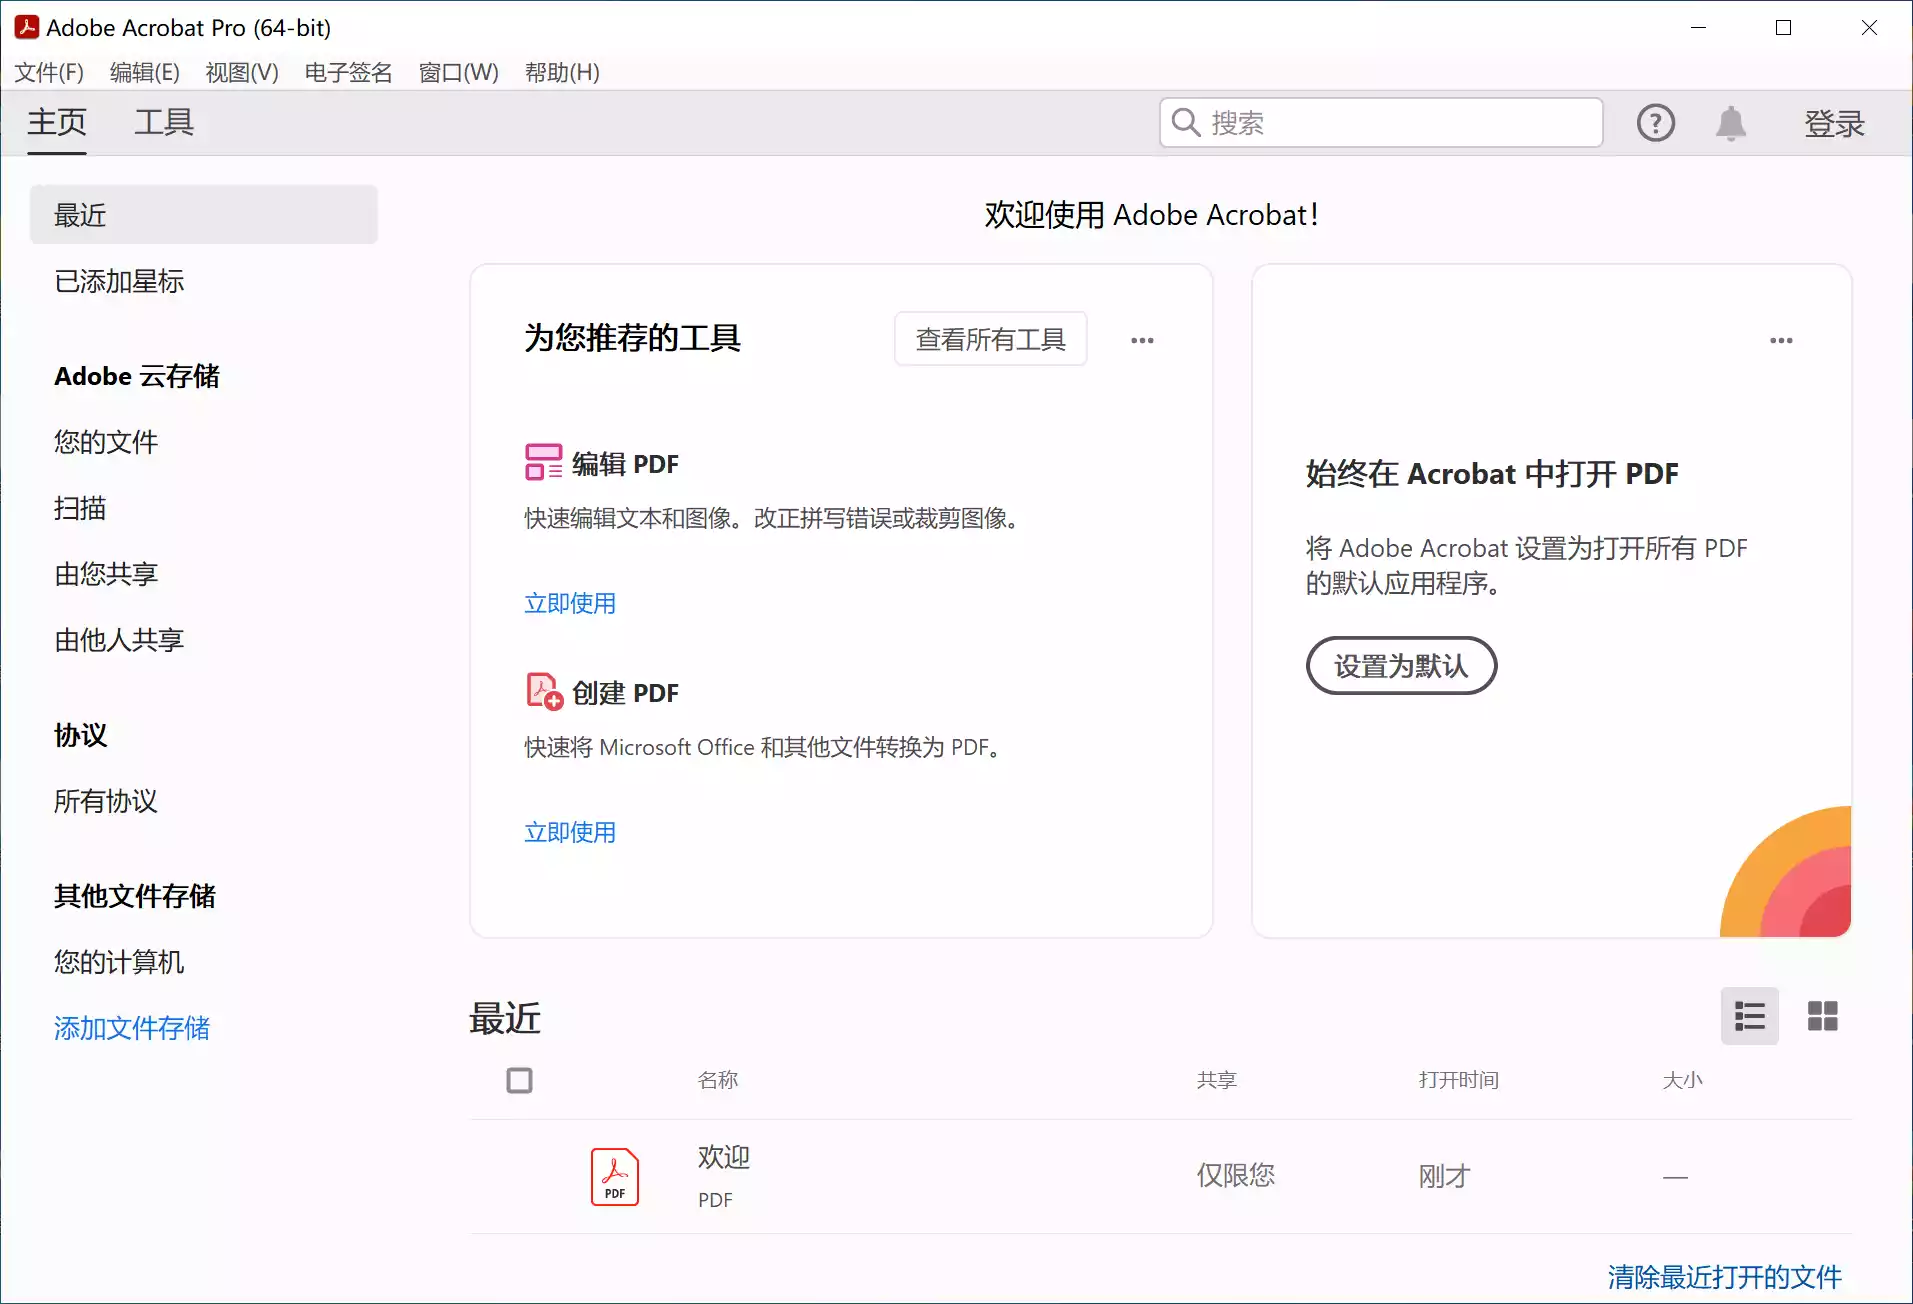 Adobe Acrobat Pro (64-bit)
文件(F) 编辑(E) 视图(V) 电子签名 窗口(W) 帮助(H)
主页 工具 搜索 登录
最近
已添加星标
Adobe 云存储
您的文件
扫描
由您共享
由他人共享
协议
所有协议
其他文件存储
您的计算机
添加文件存储
欢迎使用 Adobe Acrobat!
为您推荐的工具 查看所有工具
编辑 PDF
快速编辑文本和图像。改正拼写错误或裁剪图像。
立即使用
创建 PDF
快速将 Microsoft Office 和其他文件转换为 PDF。
立即使用
始终在 Acrobat 中打开 PDF
将 Adobe Acrobat 设置为打开所有 PDF
的默认应用程序。
设置为默认
最近
名称 共享 打开时间 大小
PDF
欢迎
PDF
仅限您 刚才 —
清除最近打开的文件